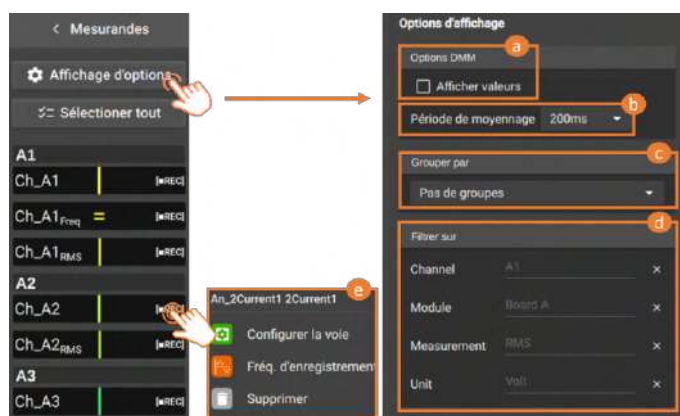 Mesurandes
Affichage d'options
Sélectioner tout
A1
Ch_A1 [■REC]
Ch_A1Freq = [■REC]
Ch_A1RMS [■REC]
A2
Ch_A2
Ch_A2RMS [■REC]
A3
Ch_A3 [■REC]
e
An_2Current1 2Current1
Configurer la voie
Fréq. d'enregistrement
Supprimer
Options d'affichage
a
Options DMM
Afficher valeurs
b
Période de moyennage 200ms
c
Grouper par
Pas de groupes
d
Filtrer sur
Channel A1 ×
Module Board A ×
Measurement RMS ×
Unit Volt ×